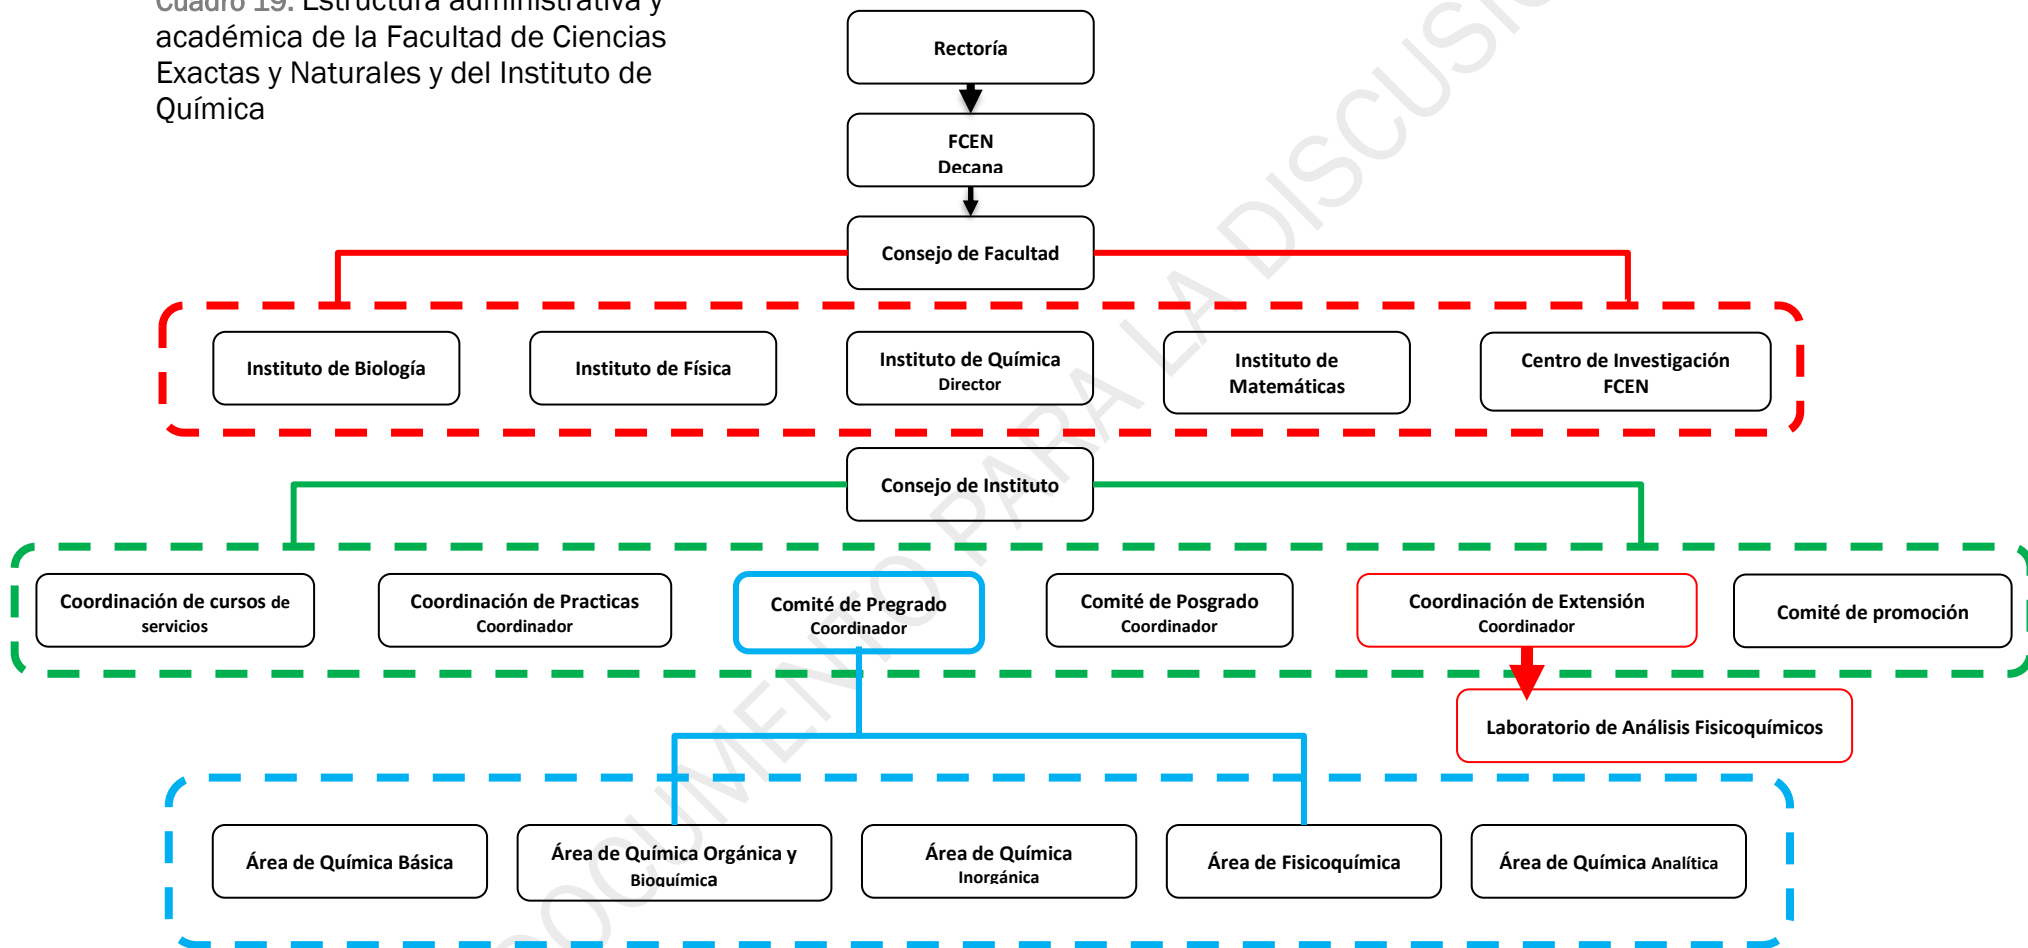 Cuadro 19. Estructura administrativa y
académica de la Facultad de Ciencias
Exactas y Naturales y del Instituto de
Química
Rectoría
FCEN
Decana
Consejo de Facultad
Instituto de Biología
Instituto de Física
Instituto de Química
Director
Instituto de
Matemáticas
Centro de Investigación
FCEN
Consejo de Instituto
Coordinación de cursos de
servicios
Coordinación de Practicas
Coordinador
Comité de Pregrado
Coordinador
Comité de Posgrado
Coordinador
Coordinación de Extensión
Coordinador
Comité de promoción
Laboratorio de Análisis Fisicoquímicos
Área de Química Básica
Área de Química Orgánica y
Bioquímica
Área de Química
Inorgánica
Área de Fisicoquímica
Área de Química Analítica
DOCUMENTO PARA LA DISCUSIÓ